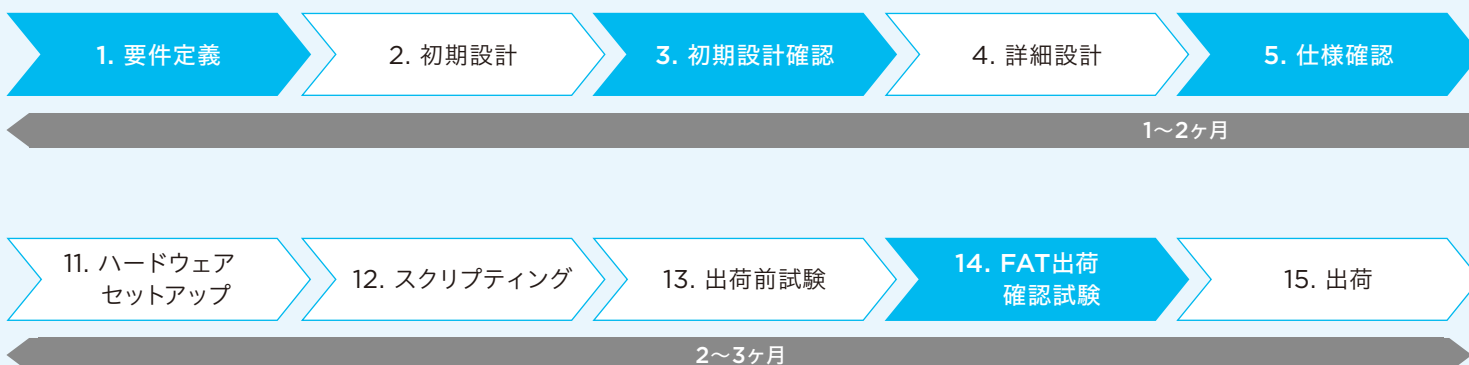 1. 要件定義
2. 初期設計
3. 初期設計確認
4. 詳細設計
5. 仕様確認
1〜2ヶ月
11. ハードウェア
セットアップ
12. スクリプティング
13. 出荷前試験
14. FAT出荷
確認試験
15. 出荷
2〜3ヶ月